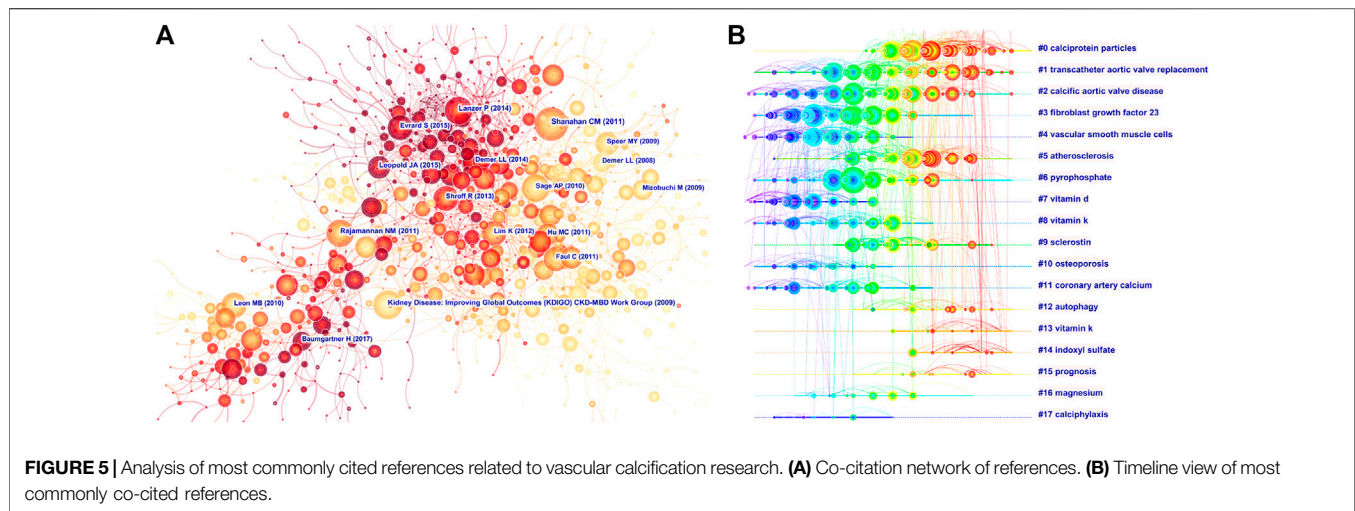 A
Lanzer P (2014)
Evrard S (2015)
Shanahan CM (2011)
Speer MY (2009)
Demer LL (2014)
Demer LL (2008)
Leopold JA (2015)
Sage AP (2010)
Mizobuchi M (2009)
Shroff R (2013)
Rajamannan NM (2011)
Lim K (2012)
Hu MC (2011)
Faul C (2011)
Leon MB (2010)
Kidney Disease: Improving Global Outcomes (KDIGO) CKD-MBD Work Group (2009)
Baumgartner H (2017)
B
#0 calciprotein particles
#1 transcatheter aortic valve replacement
#2 calcific aortic valve disease
#3 fibroblast growth factor 23
#4 vascular smooth muscle cells
#5 atherosclerosis
#6 pyrophosphate
#7 vitamin d
#8 vitamin k
#9 sclerostin
#10 osteoporosis
#11 coronary artery calcium
#12 autophagy
#13 vitamin k
#14 indoxyl sulfate
#15 prognosis
#16 magnesium
#17 calciphylaxis
FIGURE 5 | Analysis of most commonly cited references related to vascular calcification research. (A) Co-citation network of references. (B) Timeline view of most
commonly co-cited references.